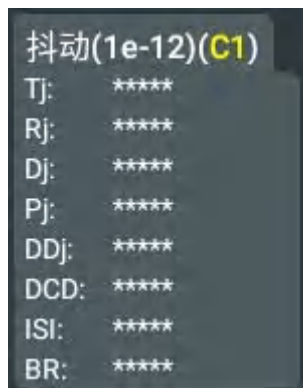 抖动(1e-12)(C1)
Tj: *****
Rj: *****
Dj: *****
Pj: *****
DDj: *****
DCD: *****
ISI: *****
BR: *****